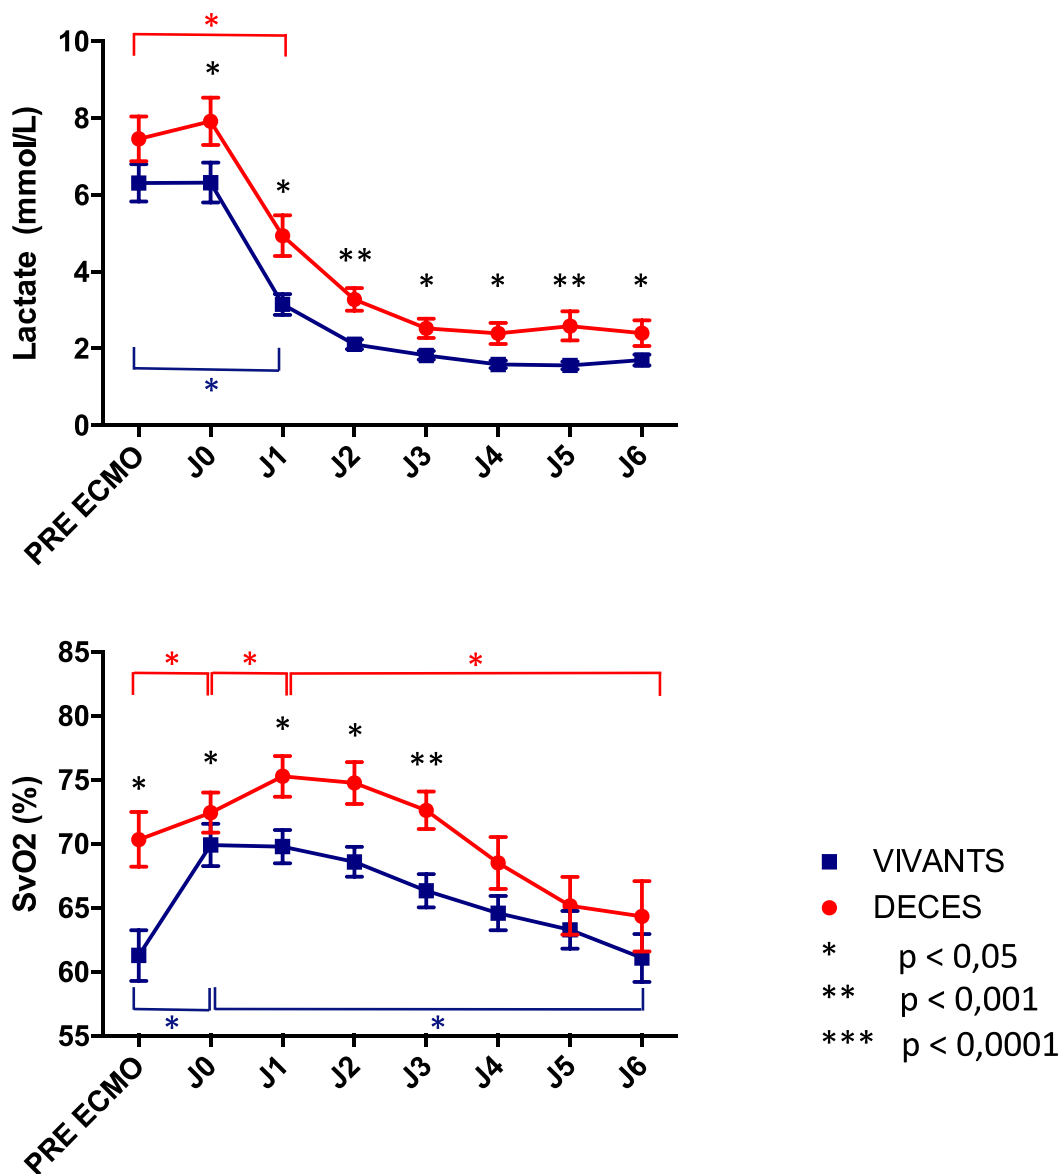 *
10
*
8
Lactate (mmol/L)
*
6
**
*
*
**
*
4
2
*
0
PRE ECMO
J0
J1
J2
J3
J4
J5
J6
85
*
*
*
80
*
*
*
**
*
75
SvO2 (%)
70
65
60
*
*
55
PRE ECMO
J0
J1
J2
J3
J4
J5
J6
VIVANTS
DECES
* p < 0,05
** p < 0,001
*** p < 0,0001